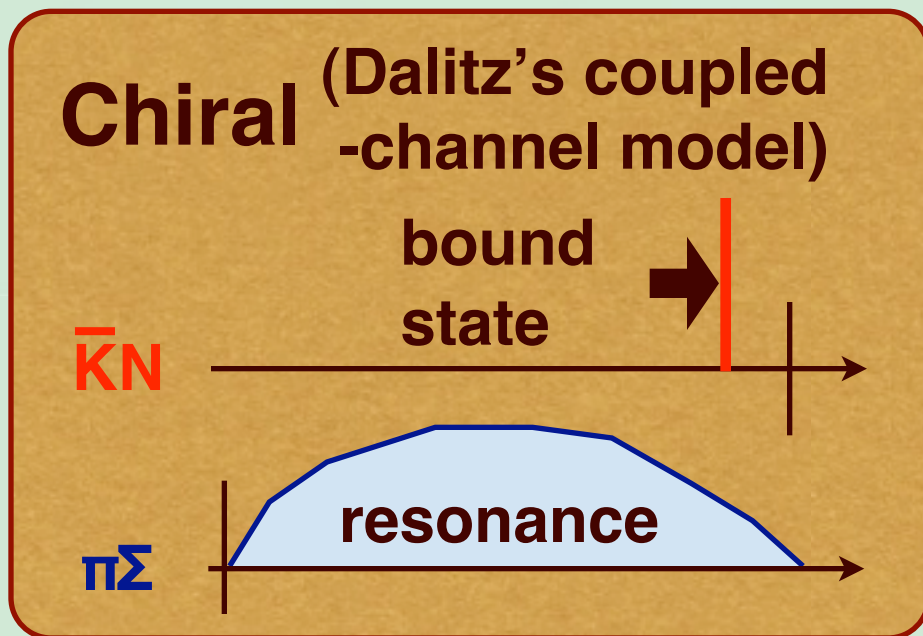 Chiral (Dalitz’s coupled
-channel model)
bound
state
K̅N
resonance
πΣ